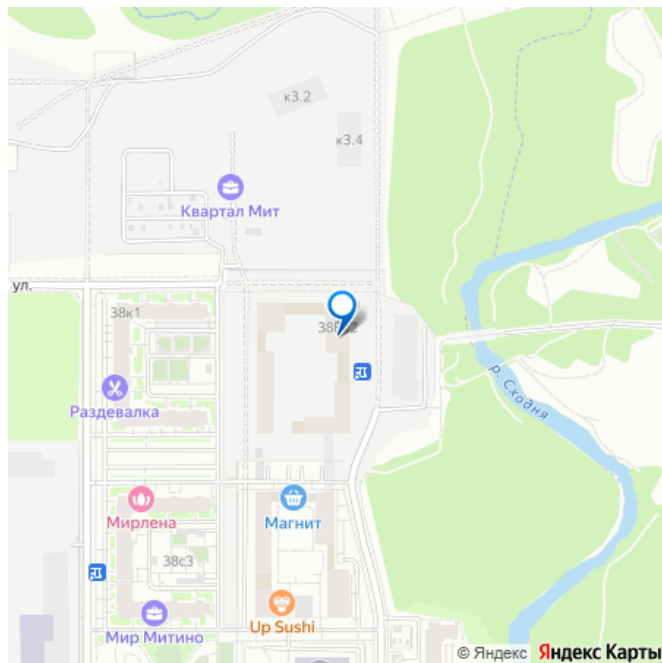 к3.2
к3.4
Квартал Мит
ул.
38к1
Раздевалка
р. Сходня
Мирлена
Магнит
38с3
Мир Митино
Up Sushi
© Яндекс Яндекс Карты